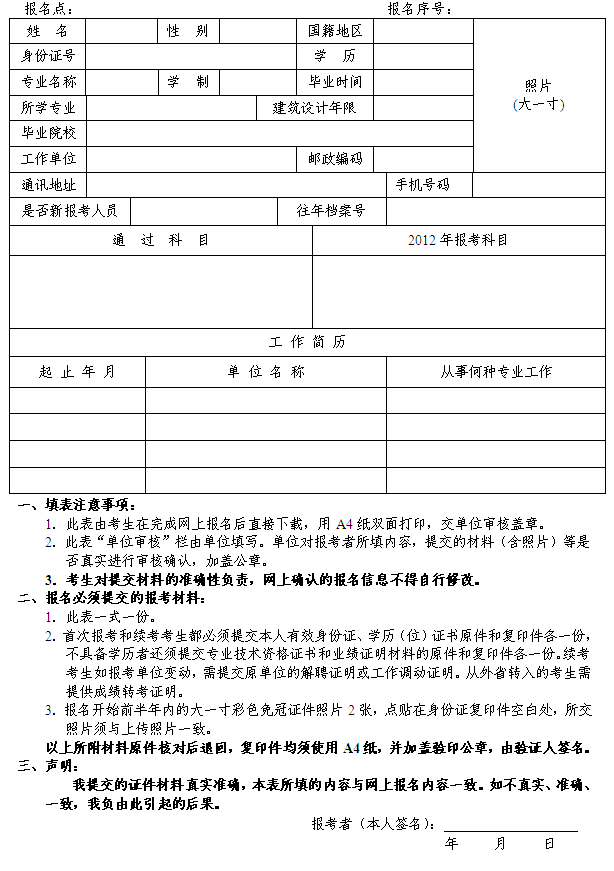 报名点： 报名序号：
姓 名 性 别 国籍地区
身份证号 学 历
专业名称 学 制 毕业时间
照片
(大一寸)
所学专业 建筑设计年限
毕业院校
工作单位 邮政编码
通讯地址 手机号码
是否新报考人员 往年档案号
通 过 科 目 2012 年报考科目
工 作 简 历
起 止 年 月 单 位 名 称 从事何种专业工作
一、填表注意事项：
1．此表由考生在完成网上报名后直接下载，用 A4 纸双面打印，交单位审核盖章。
2．此表“单位审核”栏由单位填写。单位对报考者所填内容，提交的材料（含照片）等是
否真实进行审核确认，加盖公章。
3．考生对提交材料的准确性负责，网上确认的报名信息不得自行修改。
二、报名必须提交的报考材料：
1．此表一式一份。
2．首次报考和续考考生都必须提交本人有效身份证、学历（位）证书原件和复印件各一份，
不具备学历者还须提交专业技术资格证书和业绩证明材料的原件和复印件各一份。续考
考生如报考单位变动，需提交原单位的解聘证明或工作调动证明。从外省转入的考生需
提供成绩转考证明。
3．报名开始前半年内的大一寸彩色免冠证件照片 2 张，点贴在身份证复印件空白处，所交
照片须与上传照片一致。
以上所附材料原件核对后退回，复印件均须使用 A4 纸，并加盖验印公章，由验证人签名。
三、声明：
我提交的证件材料真实准确，本表所填的内容与网上报名内容一致。如不真实、准确、
一致，我负由此引起的后果。
报考者（本人签名）：
年 月 日